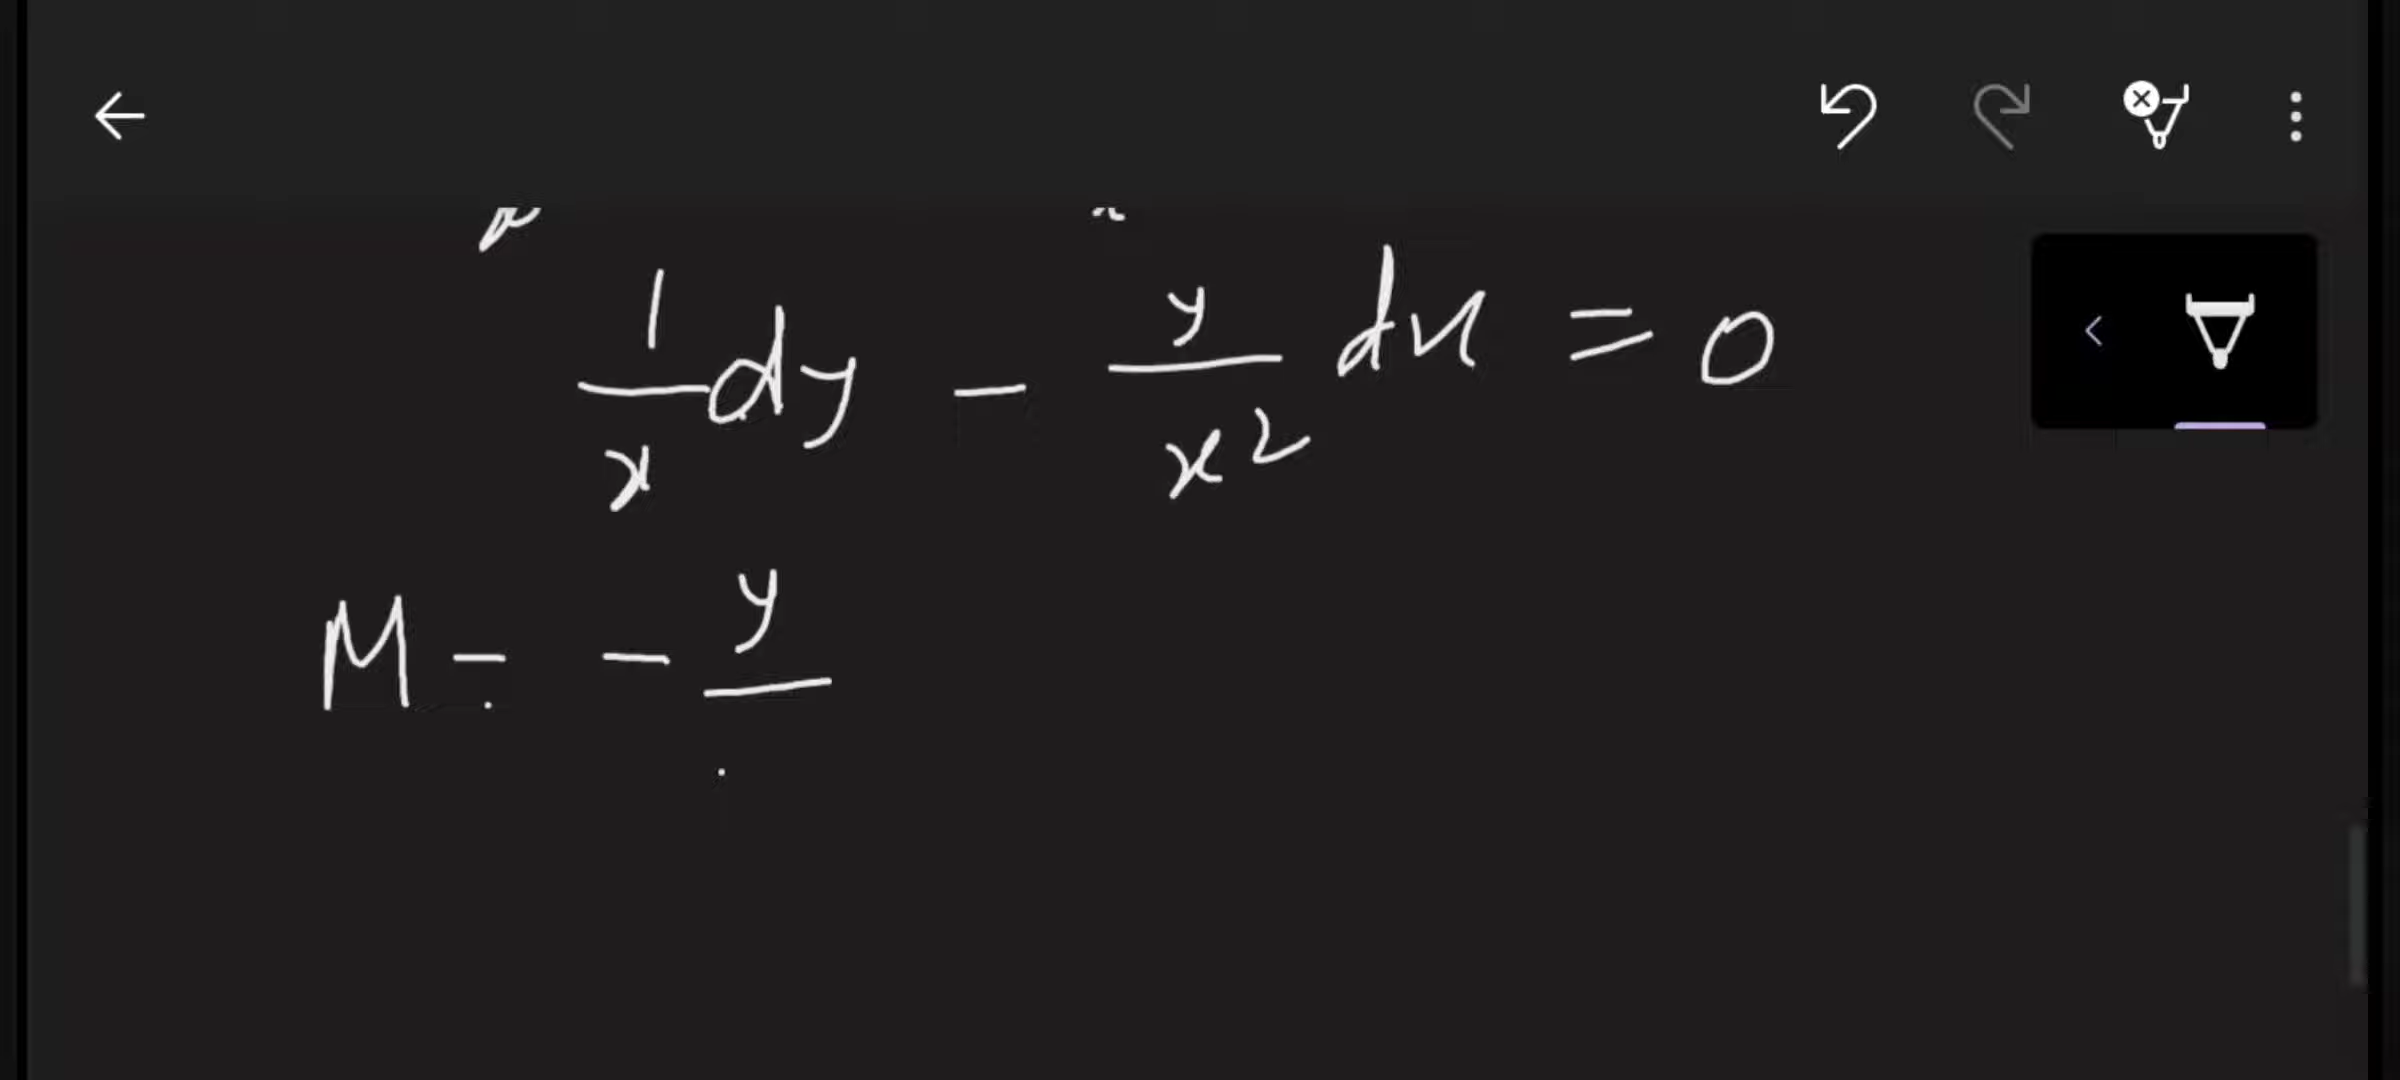 1/x dy - y/x² dx = 0
M = - y/